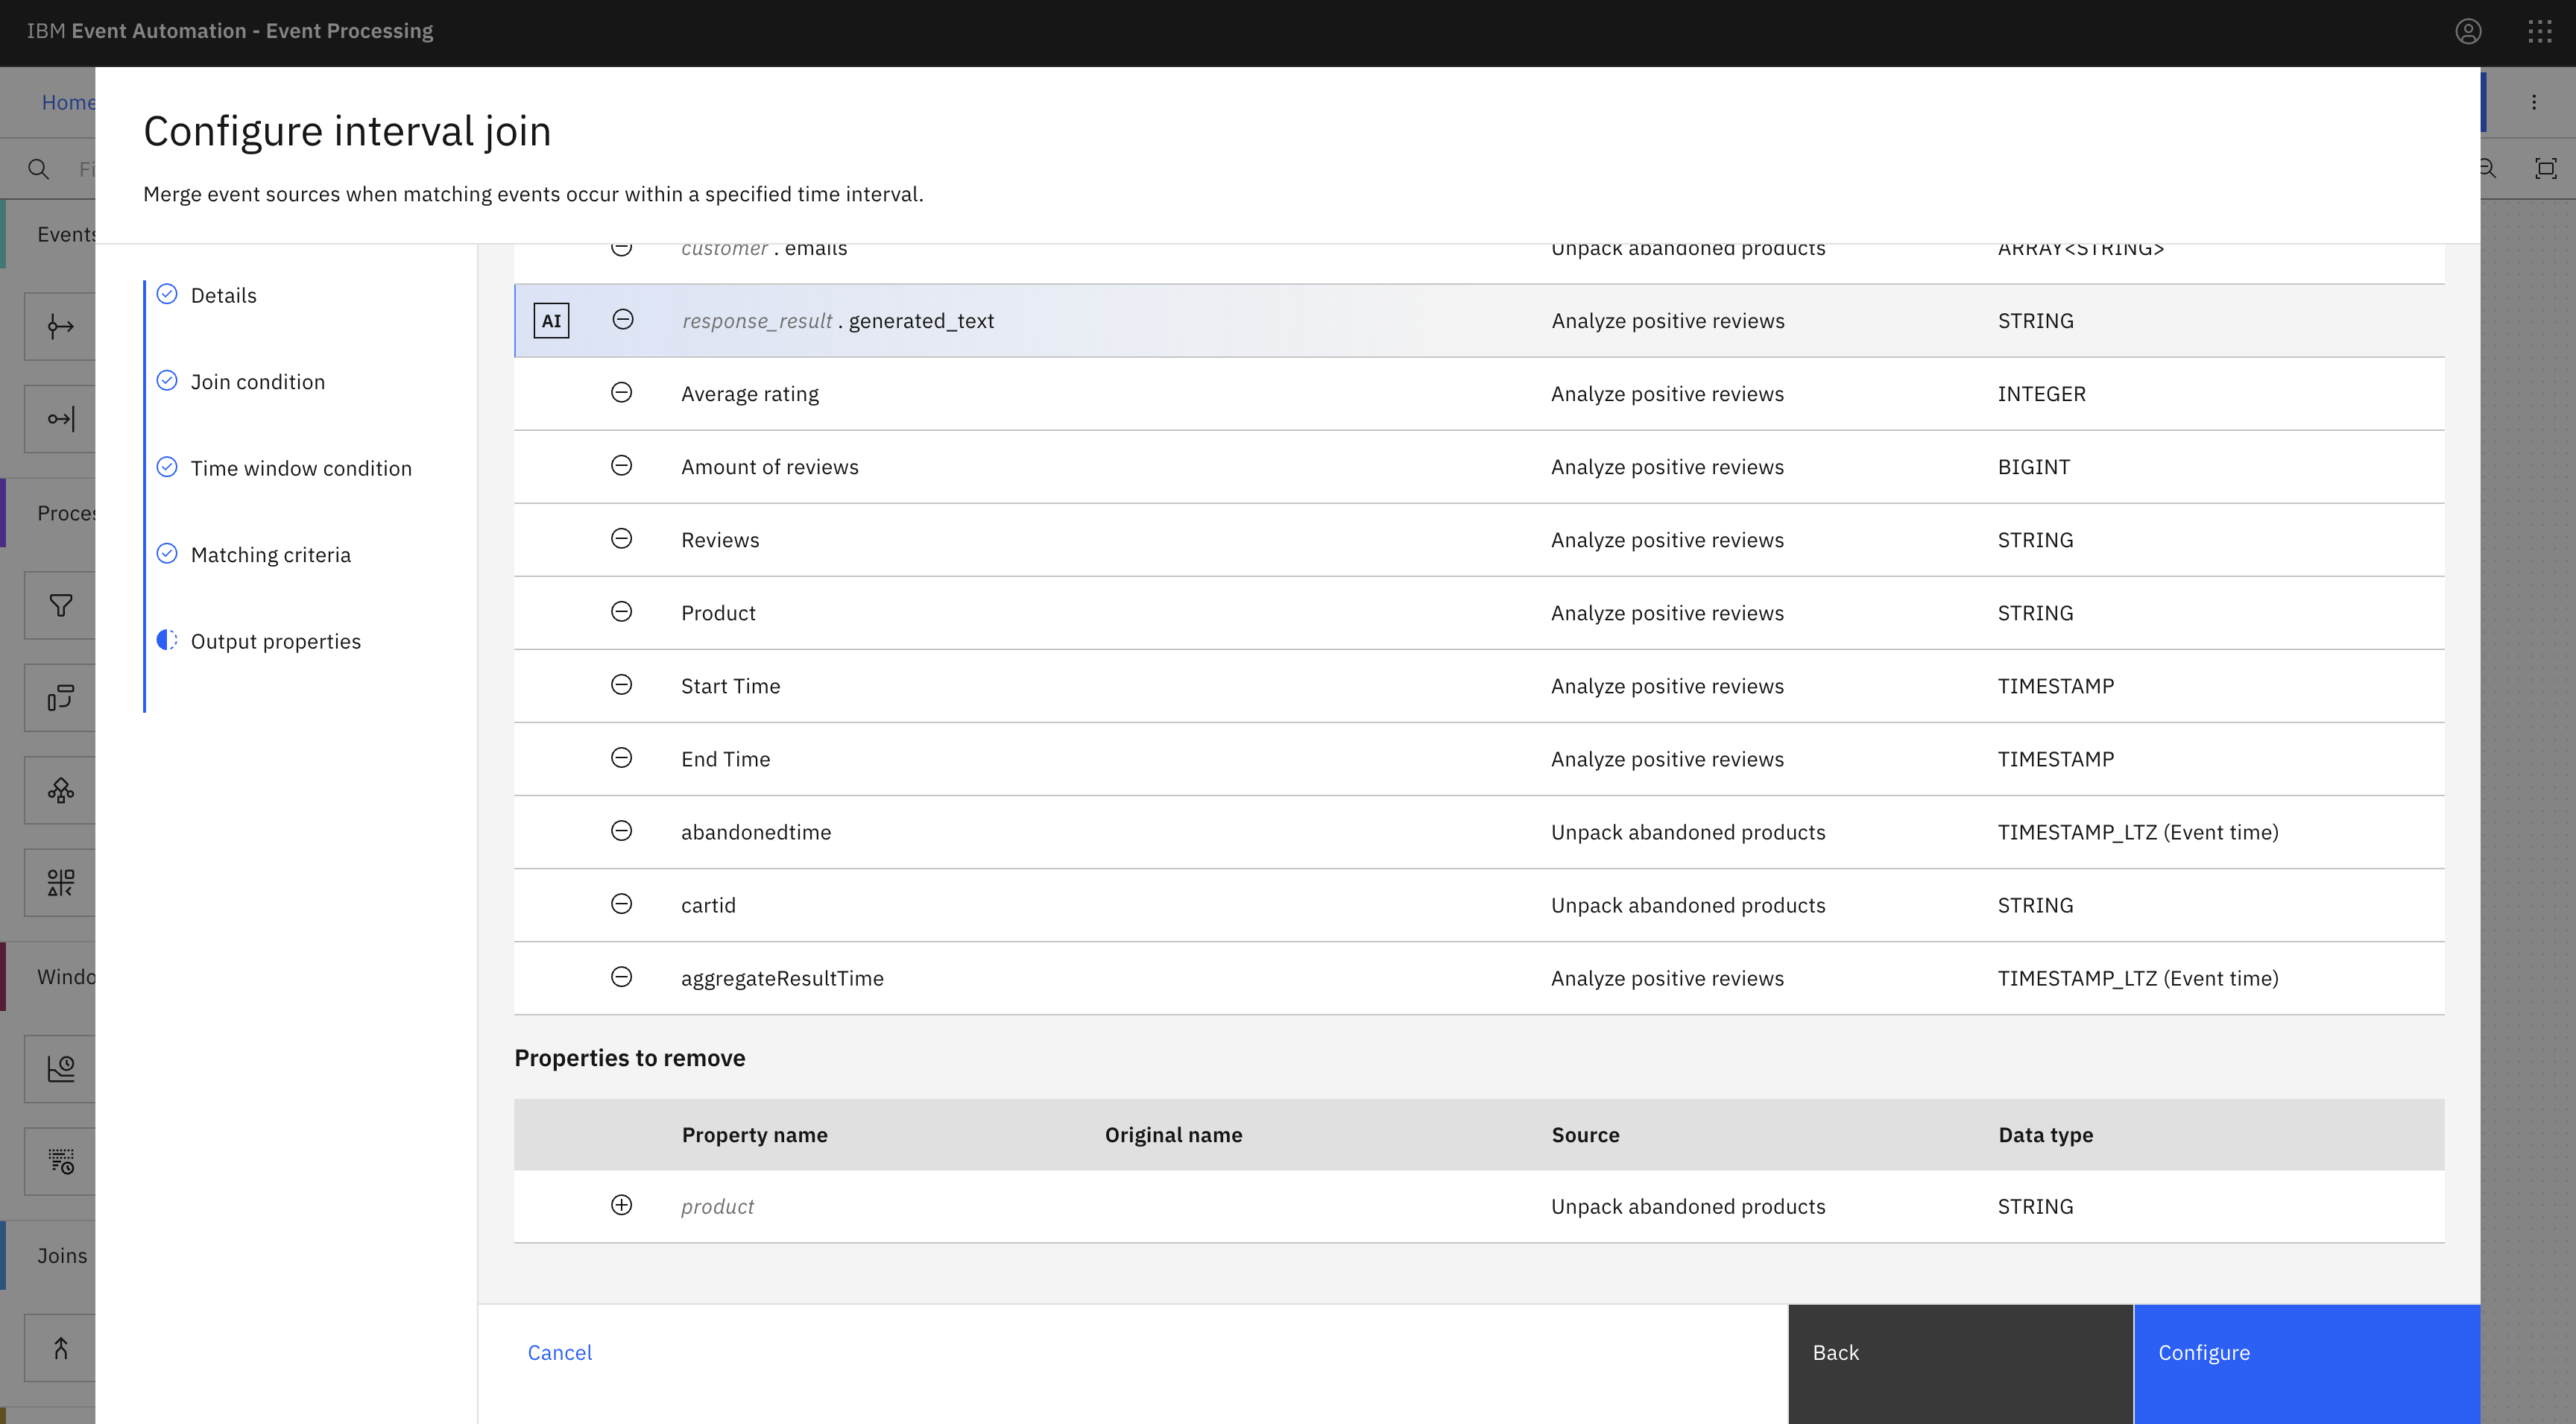 IBM Event Automation - Event Processing
Home
Configure interval join
Merge event sources when matching events occur within a specified time interval.
Fi
Events
Proces
Windo
Joins
Details
Join condition
Time window condition
Matching criteria
Output properties
customer . emails Unpack abandoned products ARRAY<STRING>
AI response_result . generated_text Analyze positive reviews STRING
Average rating Analyze positive reviews INTEGER
Amount of reviews Analyze positive reviews BIGINT
Reviews Analyze positive reviews STRING
Product Analyze positive reviews STRING
Start Time Analyze positive reviews TIMESTAMP
End Time Analyze positive reviews TIMESTAMP
abandonedtime Unpack abandoned products TIMESTAMP_LTZ (Event time)
cartid Unpack abandoned products STRING
aggregateResultTime Analyze positive reviews TIMESTAMP_LTZ (Event time)
Properties to remove
Property name Original name Source Data type
product Unpack abandoned products STRING
Cancel Back Configure